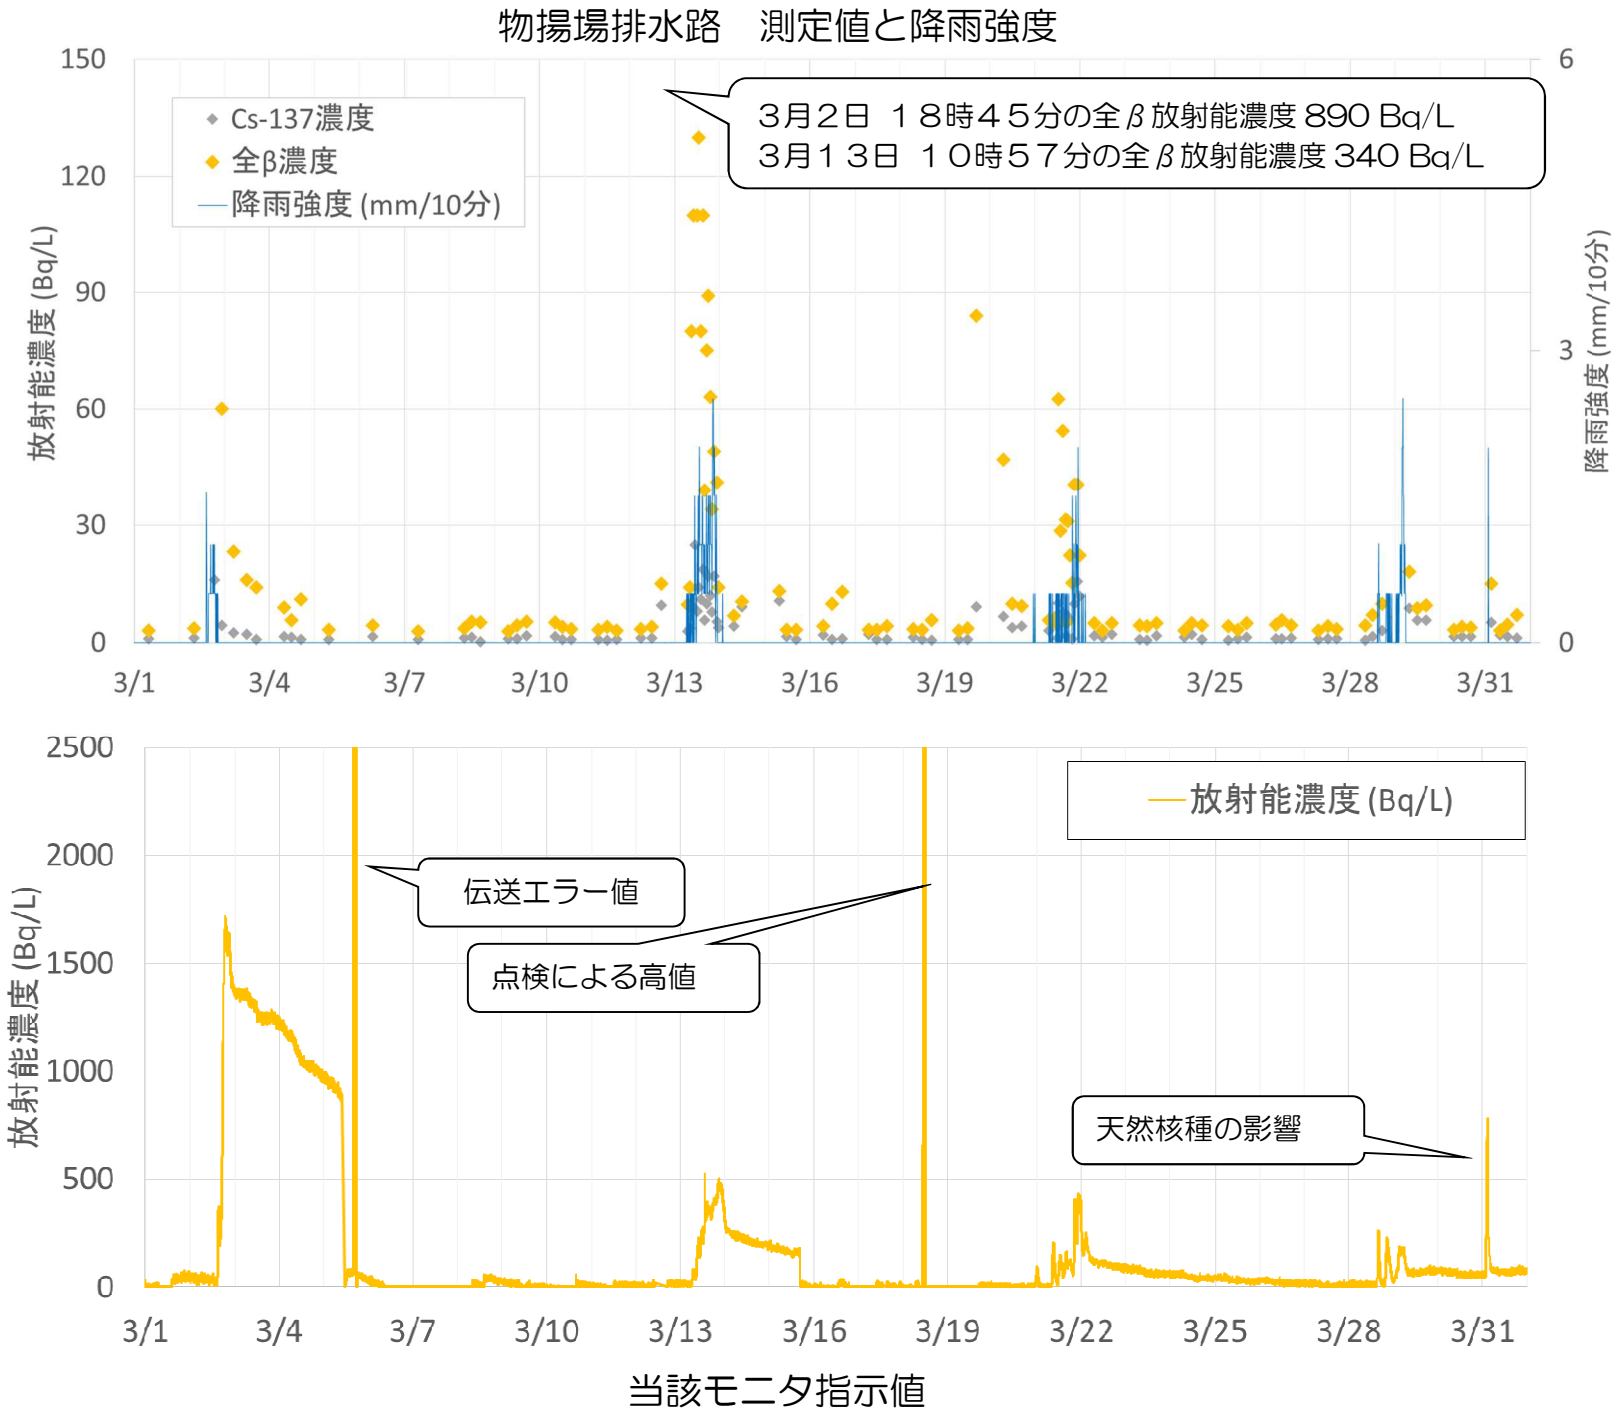 物揚場排水路　測定値と降雨強度
150
120
90
60
30
0
放射能濃度 (Bq/L)
6
3
0
降雨強度 (mm/10分)
Cs-137濃度
全β濃度
降雨強度 (mm/10分)
３月２日 １８時４５分の全β放射能濃度 890 Bq/L
３月１３日 １０時５７分の全β放射能濃度 340 Bq/L
3/1 3/4 3/7 3/10 3/13 3/16 3/19 3/22 3/25 3/28 3/31
2500
2000
1500
1000
500
0
放射能濃度 (Bq/L)
放射能濃度 (Bq/L)
伝送エラー値
点検による高値
天然核種の影響
3/1 3/4 3/7 3/10 3/13 3/16 3/19 3/22 3/25 3/28 3/31
当該モニタ指示値